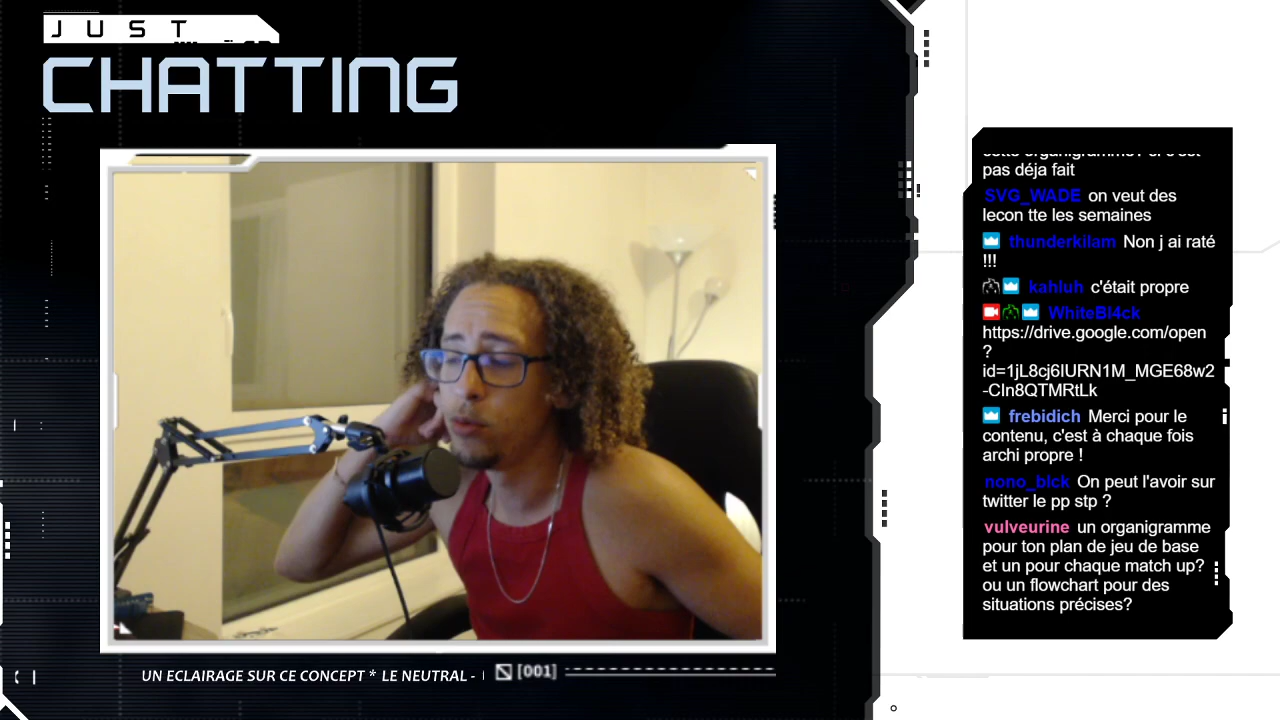 JUST
CHATTING
pas déja fait
SVG_WADE on veut des
lecon tte les semaines
thunderkilam Non j ai raté
!!!
kahluh c'était propre
WhiteBl4ck
https://drive.google.com/open
?
id=1jL8cj6lURN1M_MGE68w2
-CIn8QTMRtLk
frebidich Merci pour le
contenu, c'est à chaque fois
archi propre !
nono_blck On peut l'avoir sur
twitter le pp stp ?
vulveurine un organigramme
pour ton plan de jeu de base
et un pour chaque match up?
ou un flowchart pour des
situations précises?
UN ECLAIRAGE SUR CE CONCEPT * LE NEUTRAL -
[001]